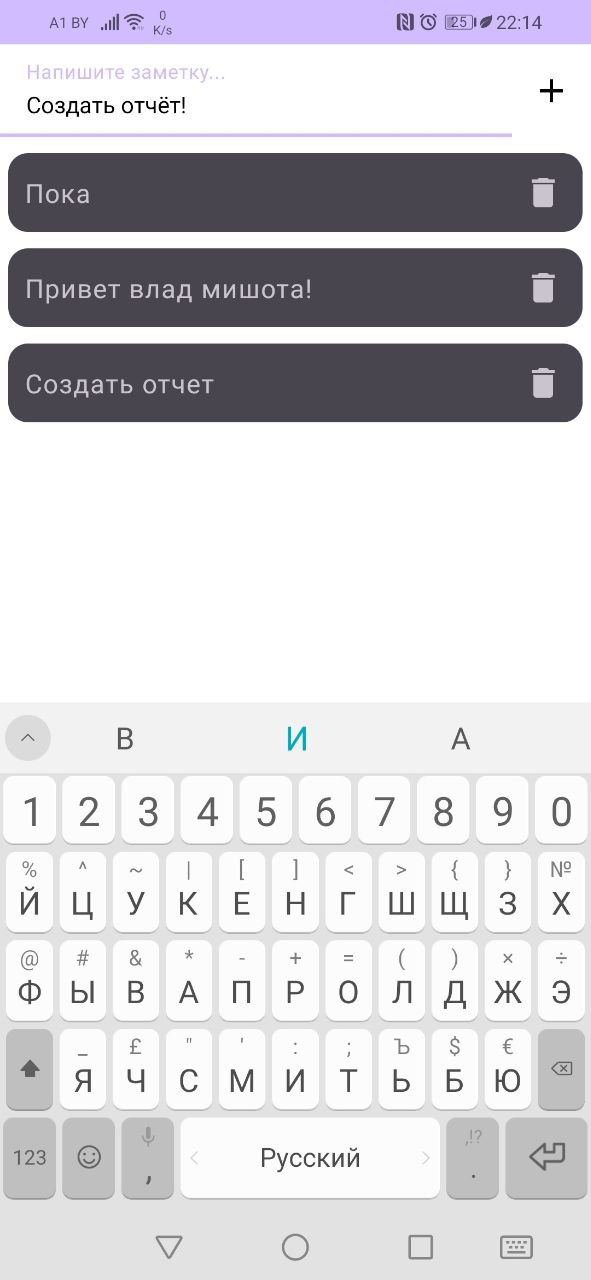 A1 BY 0 K/s 25 22:14
Напишите заметку...
Создать отчёт!
Пока
Привет влад мишота!
Создать отчет
В И А
1 2 3 4 5 6 7 8 9 0
% ^ ~ | [ ] < > { } №
Й Ц У К Е Н Г Ш Щ З Х
@ # & * - + = ( ) × ÷
Ф Ы В А П Р О Л Д Ж Э
_ £ " ' : ; Ъ $ €
Я Ч С М И Т Ь Б Ю
,!?
123 , Русский .